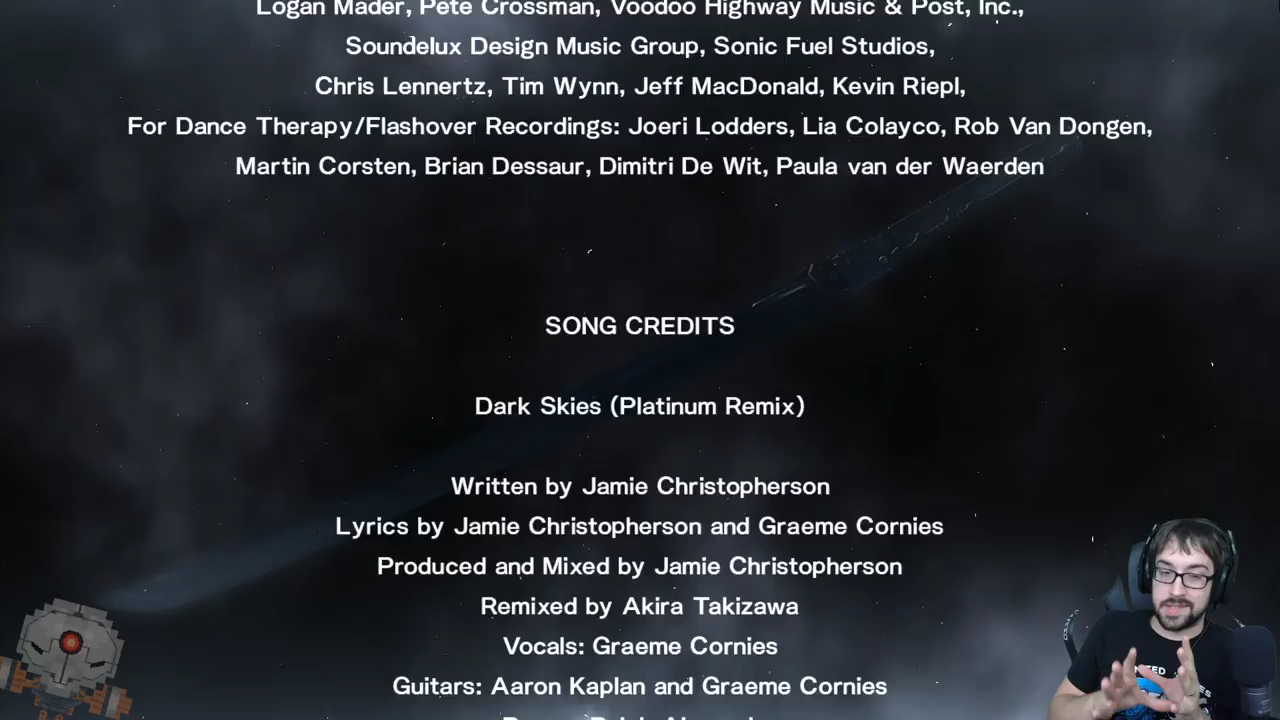 Logan Mader, Pete Crossman, Voodoo Highway Music & Post, Inc.,
Soundelux Design Music Group, Sonic Fuel Studios,
Chris Lennertz, Tim Wynn, Jeff MacDonald, Kevin Riepl,
For Dance Therapy/Flashover Recordings: Joeri Lodders, Lia Colayco, Rob Van Dongen,
Martin Corsten, Brian Dessaur, Dimitri De Wit, Paula van der Waerden
SONG CREDITS
Dark Skies (Platinum Remix)
Written by Jamie Christopherson
Lyrics by Jamie Christopherson and Graeme Cornies
Produced and Mixed by Jamie Christopherson
Remixed by Akira Takizawa
Vocals: Graeme Cornies
Guitars: Aaron Kaplan and Graeme Cornies